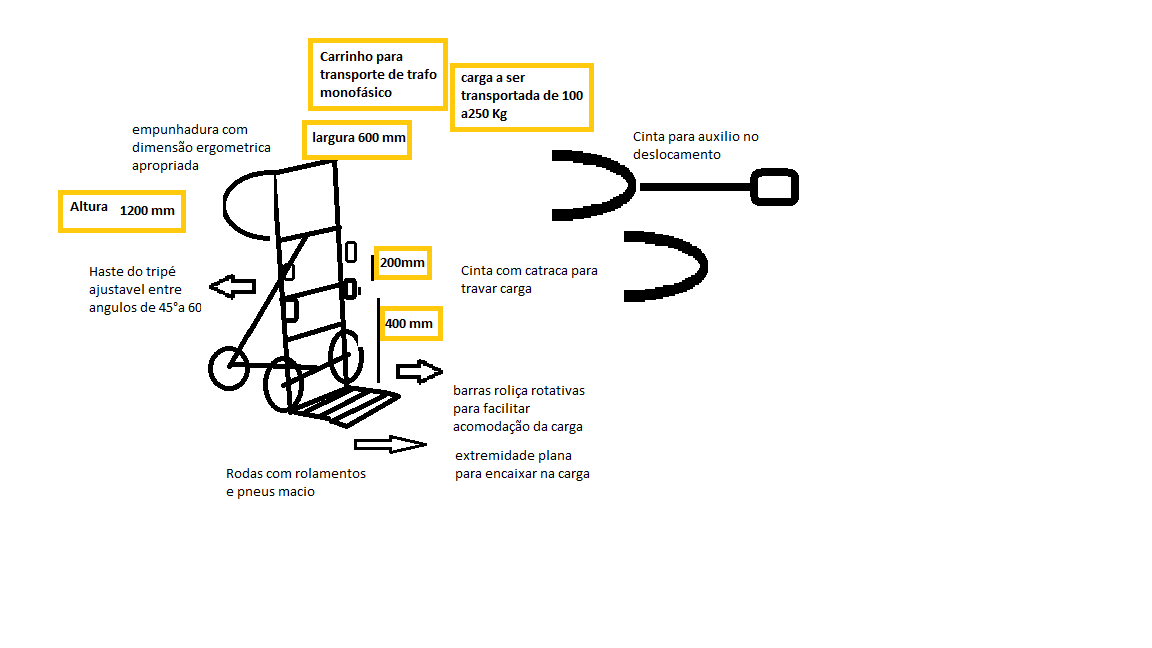 Carrinho para
transporte de trafo
monofásico
carga a ser
transportada de 100
a250 Kg
largura 600 mm
empunhadura com
dimensão ergometrica
apropriada
Cinta para auxilio no
deslocamento
Altura 1200 mm
200mm
Haste do tripé
ajustavel entre
angulos de 45°a 60
Cinta com catraca para
travar carga
400 mm
barras roliça rotativas
para facilitar
acomodação da carga
extremidade plana
para encaixar na carga
Rodas com rolamentos
e pneus macio